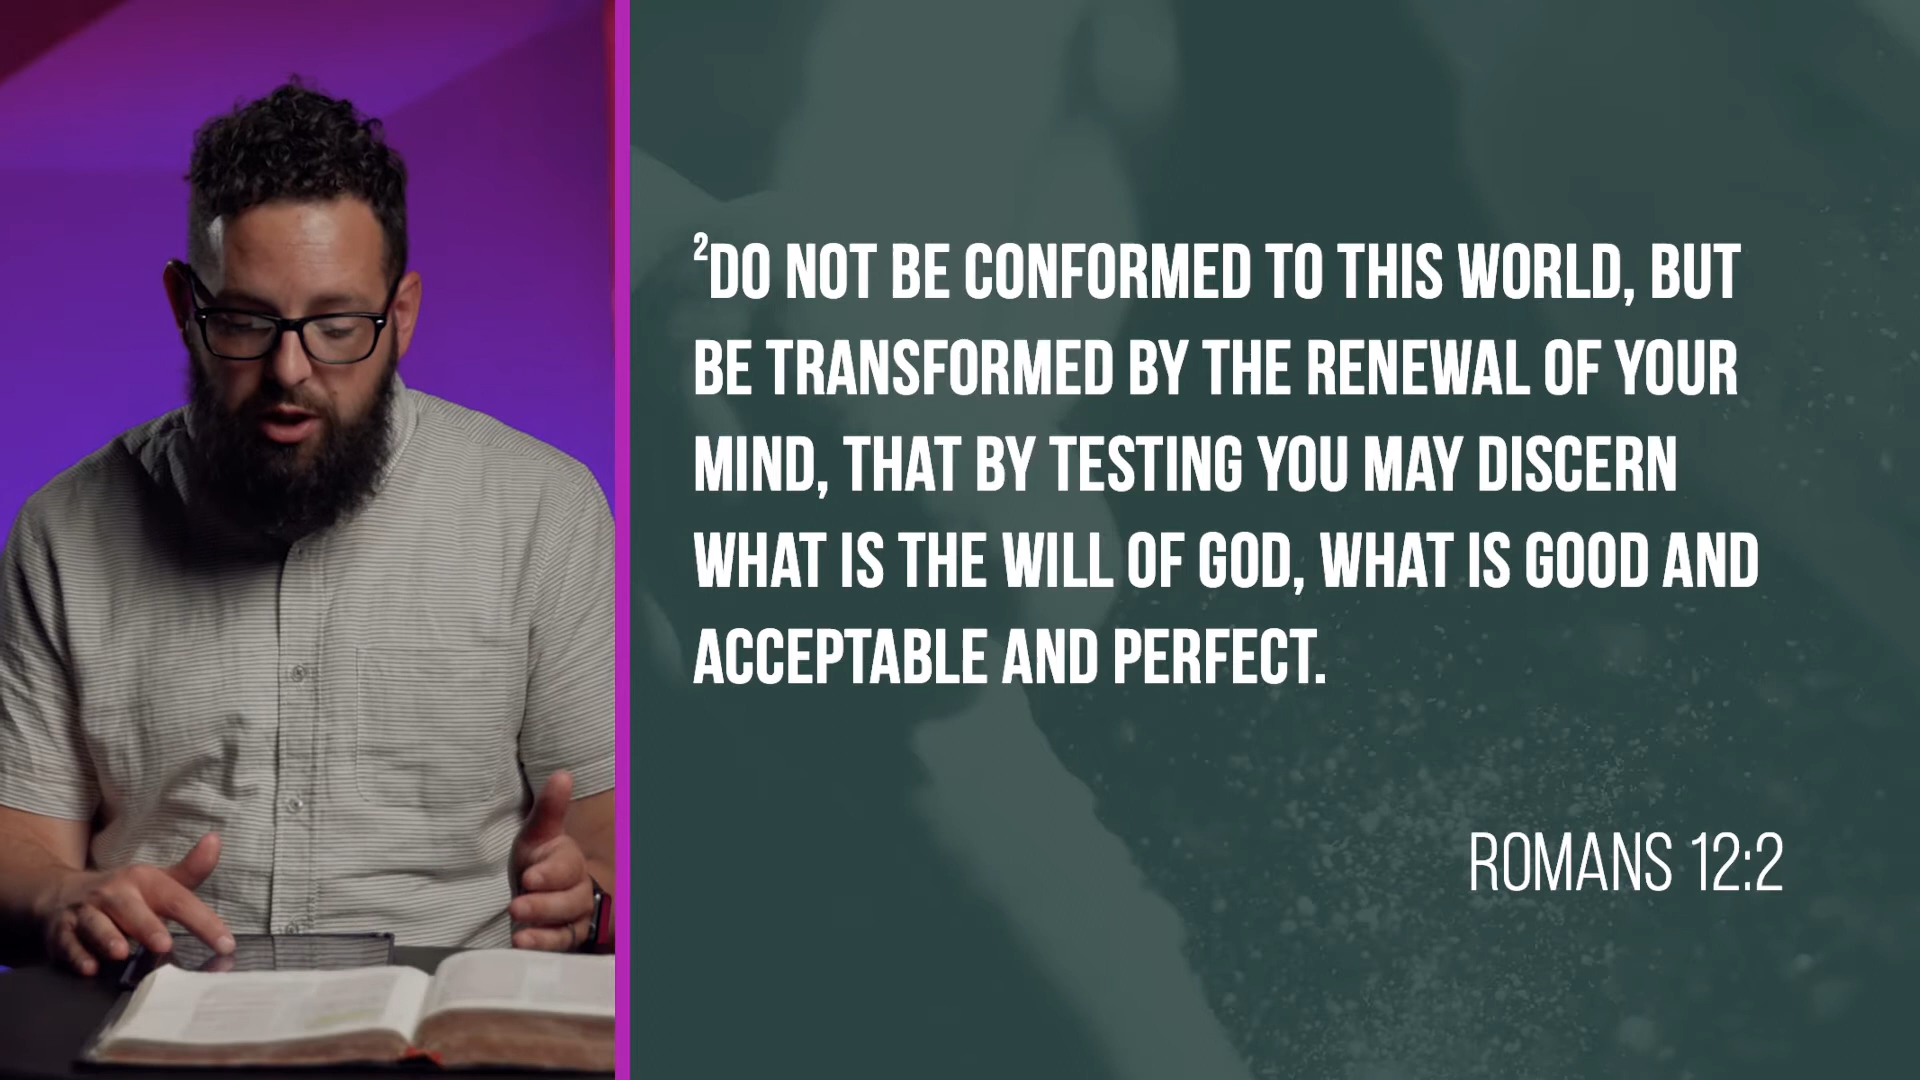 ²DO NOT BE CONFORMED TO THIS WORLD, BUT
BE TRANSFORMED BY THE RENEWAL OF YOUR
MIND, THAT BY TESTING YOU MAY DISCERN
WHAT IS THE WILL OF GOD, WHAT IS GOOD AND
ACCEPTABLE AND PERFECT.
ROMANS 12:2